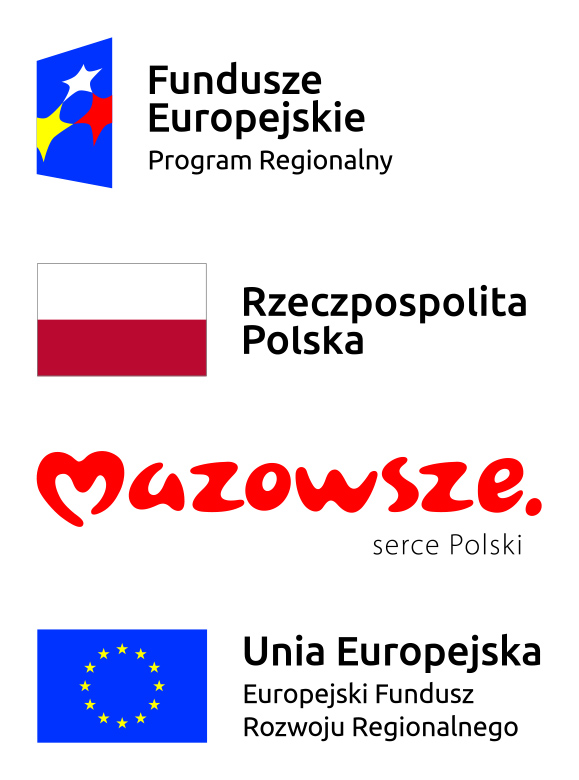 Fundusze
Europejskie
Program Regionalny
Rzeczpospolita
Polska
mazowsze.
serce Polski
Unia Europejska
Europejski Fundusz
Rozwoju Regionalnego